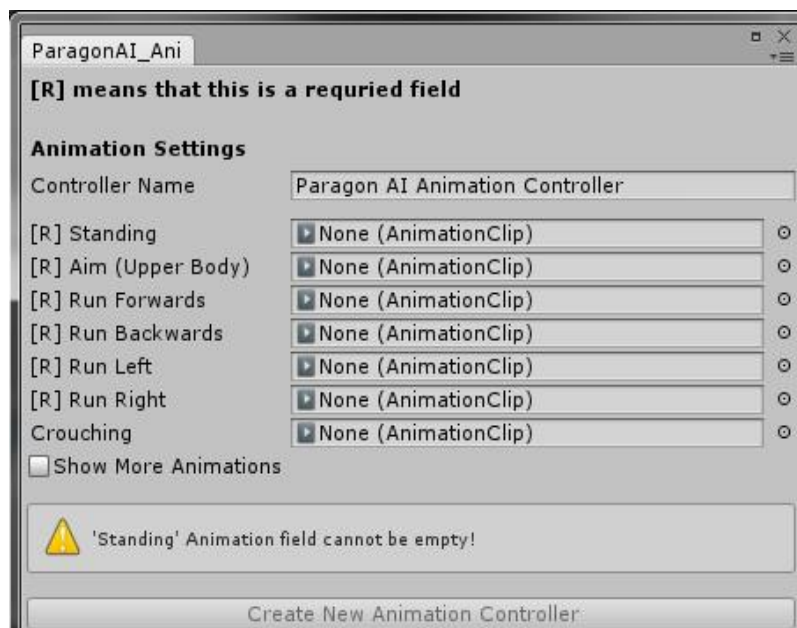 ParagonAI_Ani
[R] means that this is a requried field
Animation Settings
Controller Name Paragon AI Animation Controller
[R] Standing None (AnimationClip)
[R] Aim (Upper Body) None (AnimationClip)
[R] Run Forwards None (AnimationClip)
[R] Run Backwards None (AnimationClip)
[R] Run Left None (AnimationClip)
[R] Run Right None (AnimationClip)
Crouching None (AnimationClip)
Show More Animations
'Standing' Animation field cannot be empty!
Create New Animation Controller